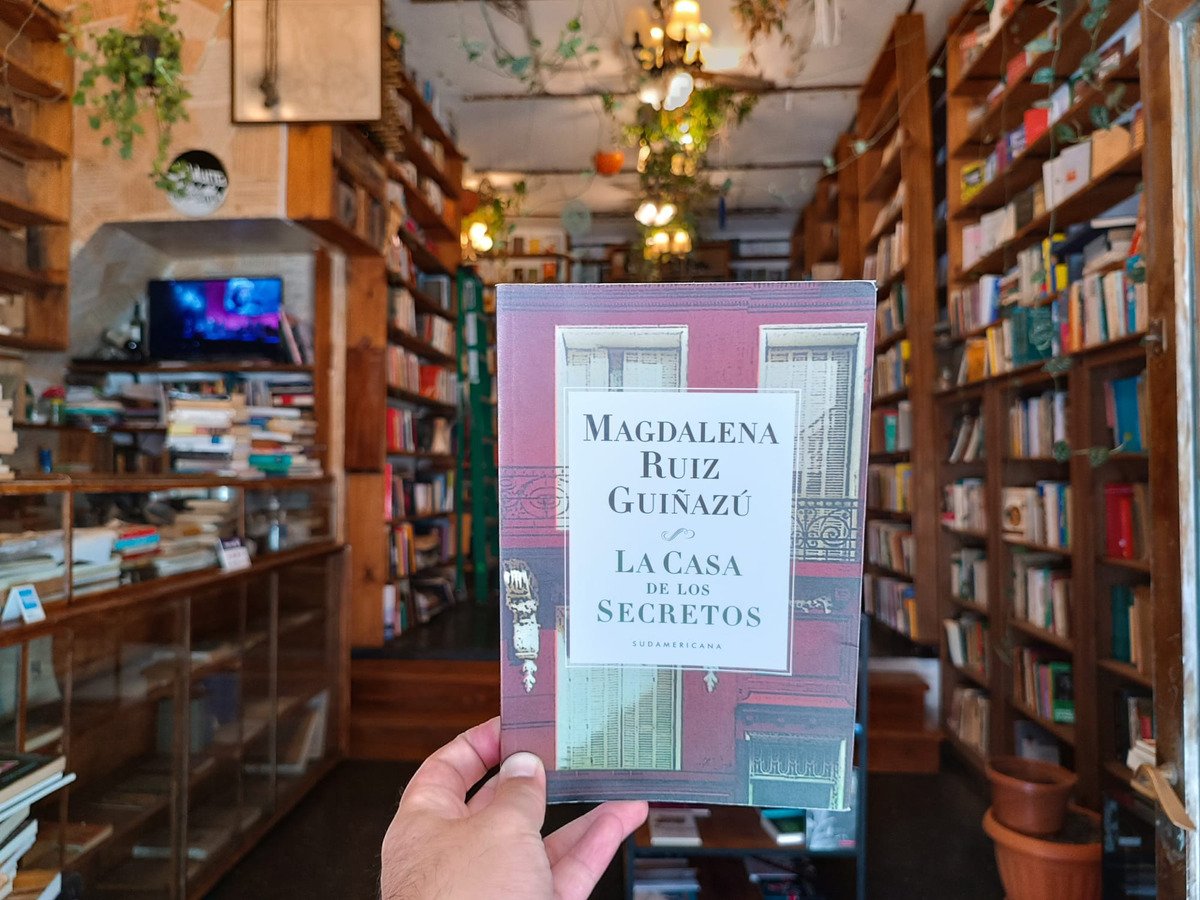 MAGDALENA
RUIZ
GUIÑAZÚ
LA CASA
DE LOS
SECRETOS
SUDAMERICANA